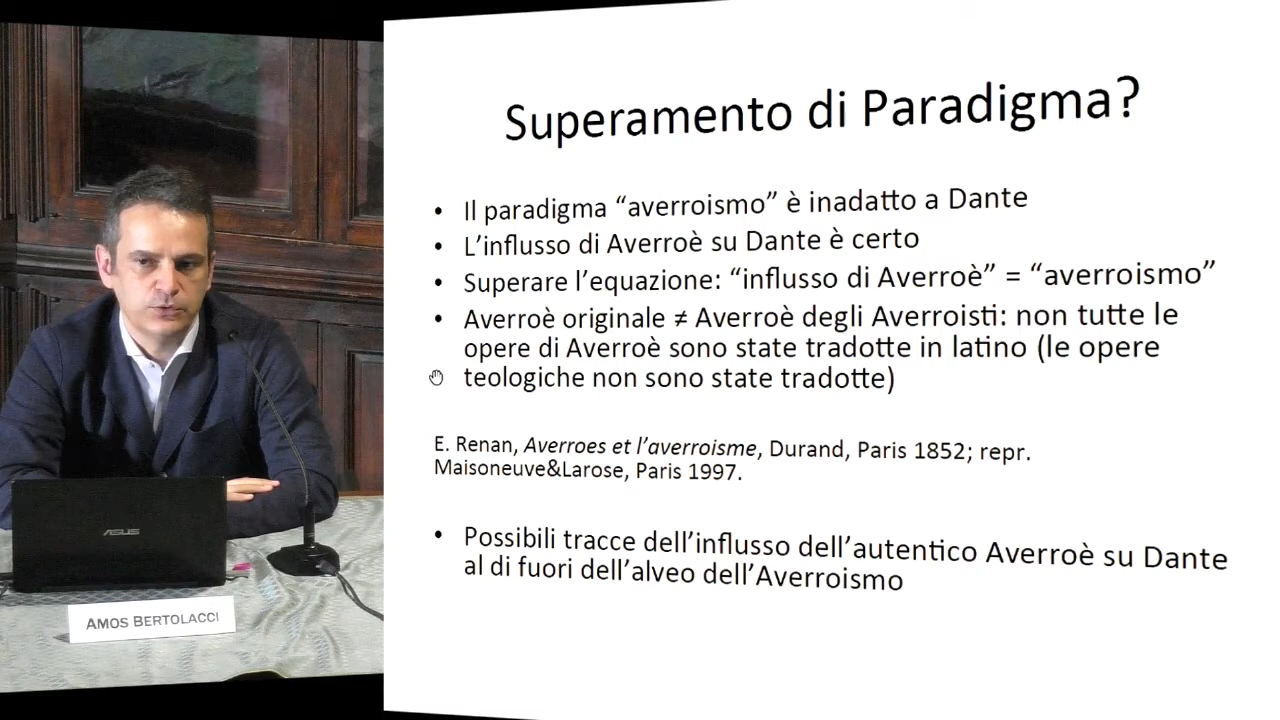 Superamento di Paradigma?
• Il paradigma “averroismo” è inadatto a Dante
• L’influsso di Averroè su Dante è certo
• Superare l’equazione: “influsso di Averroè” = “averroismo”
• Averroè originale ≠ Averroè degli Averroisti: non tutte le
opere di Averroè sono state tradotte in latino (le opere
teologiche non sono state tradotte)
E. Renan, Averroes et l’averroisme, Durand, Paris 1852; repr.
Maisoneuve&Larose, Paris 1997.
• Possibili tracce dell’influsso dell’autentico Averroè su Dante
al di fuori dell’alveo dell’Averroismo
ASUS
AMOS BERTOLACCI